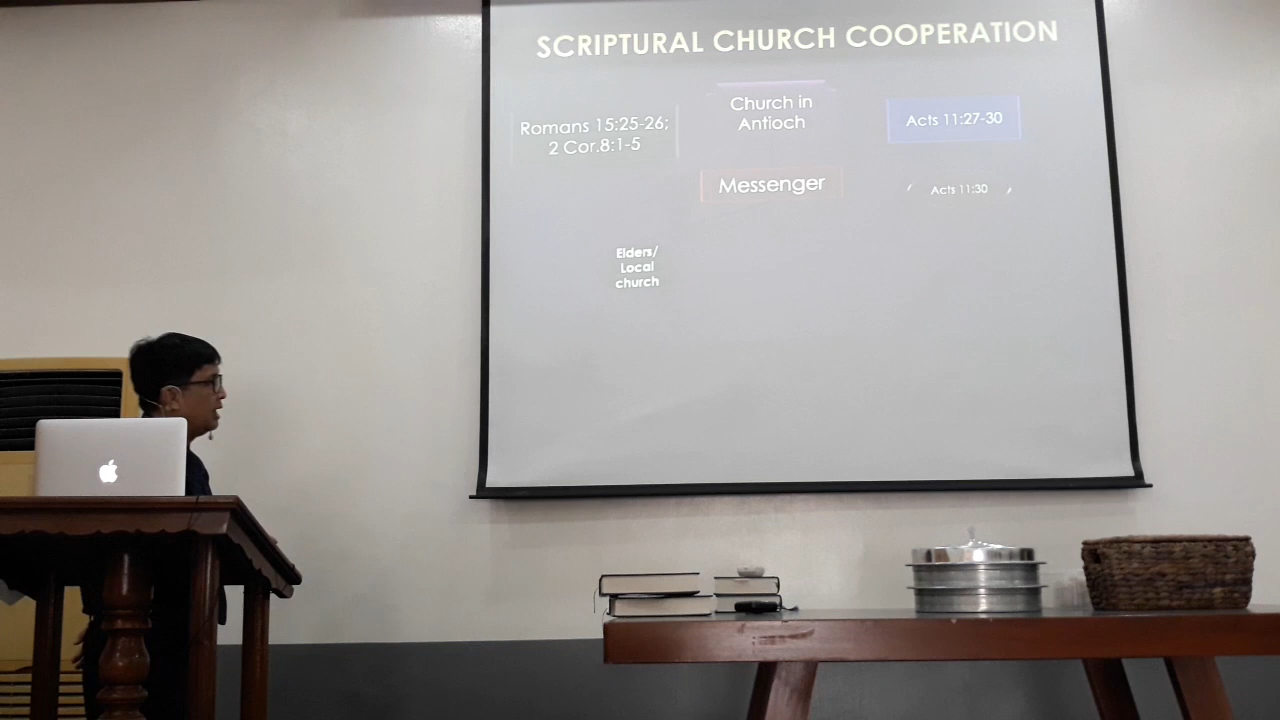 SCRIPTURAL CHURCH COOPERATION
Romans 15:25-26;
2 Cor.8:1-5
Church in
Antioch
Acts 11:27-30
Messenger
Acts 11:30
Elders/
Local
church